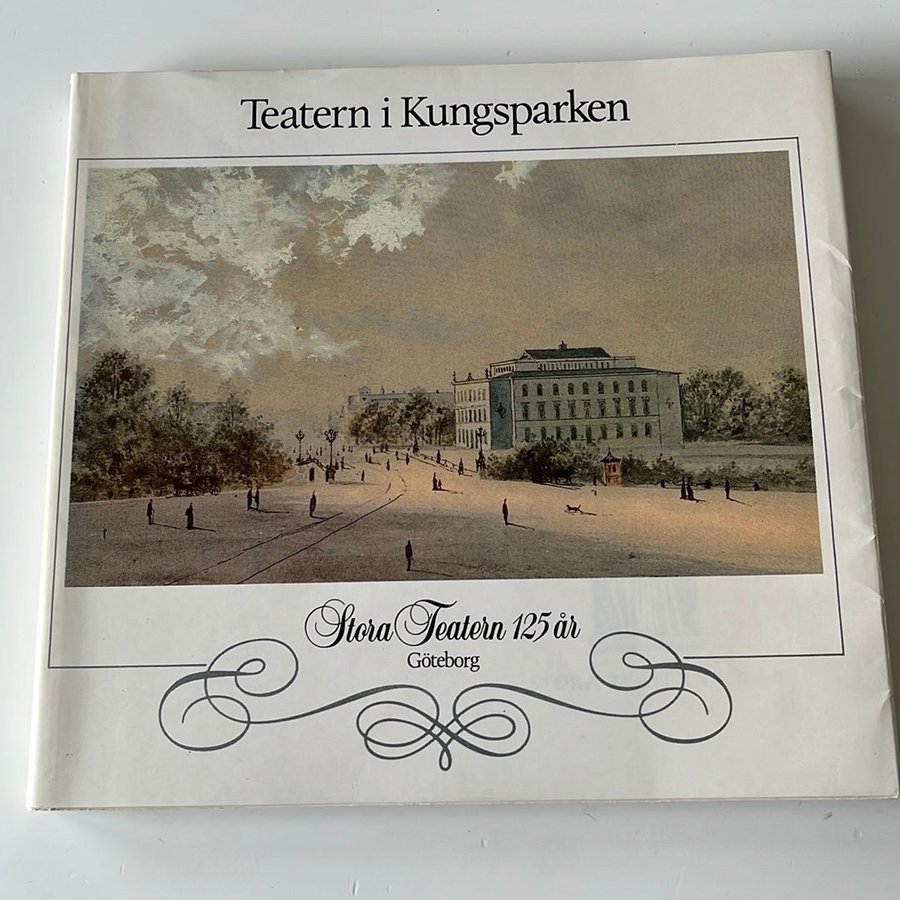 Teatern i Kungsparken
Stora Teatern 125 år
Göteborg